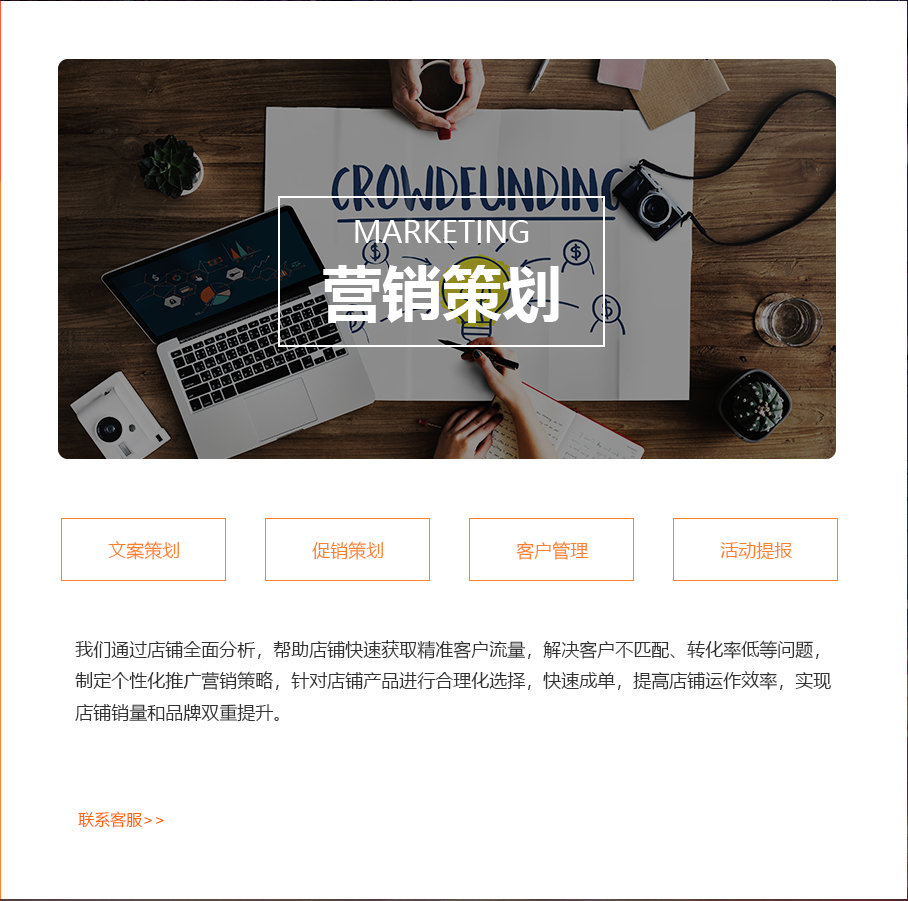 CROWDFUNDING
MARKETING
营销策划
文案策划
促销策划
客户管理
活动提报
我们通过店铺全面分析，帮助店铺快速获取精准客户流量，解决客户不匹配、转化率低等问题，
制定个性化推广营销策略，针对店铺产品进行合理化选择，快速成单，提高店铺运作效率，实现
店铺销量和品牌双重提升。
联系客服>>